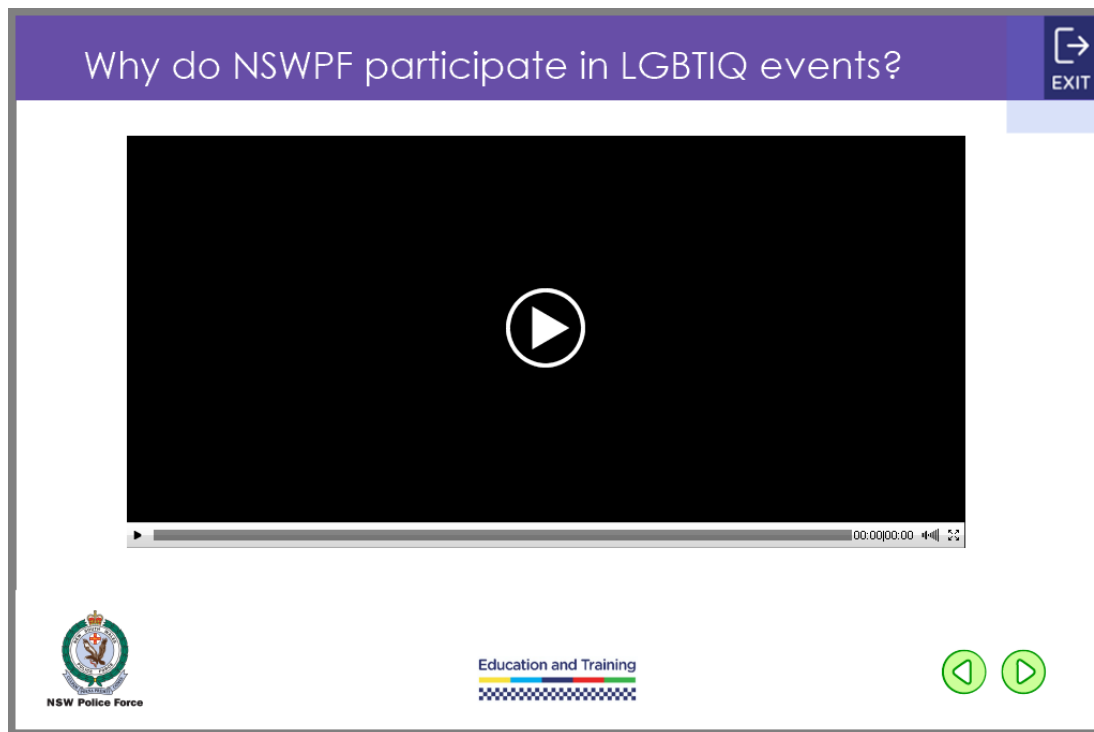 Why do NSWPF participate in LGBTIQ events?
EXIT
00:00|00:00
NSW Police Force
Education and Training